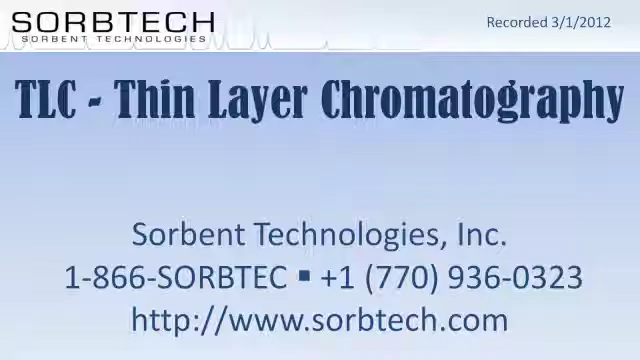 SORBTECH
SORBENT TECHNOLOGIES
Recorded 3/1/2012
TLC - Thin Layer Chromatography
Sorbent Technologies, Inc.
1-866-SORBTEC ▪ +1 (770) 936-0323
http://www.sorbtech.com